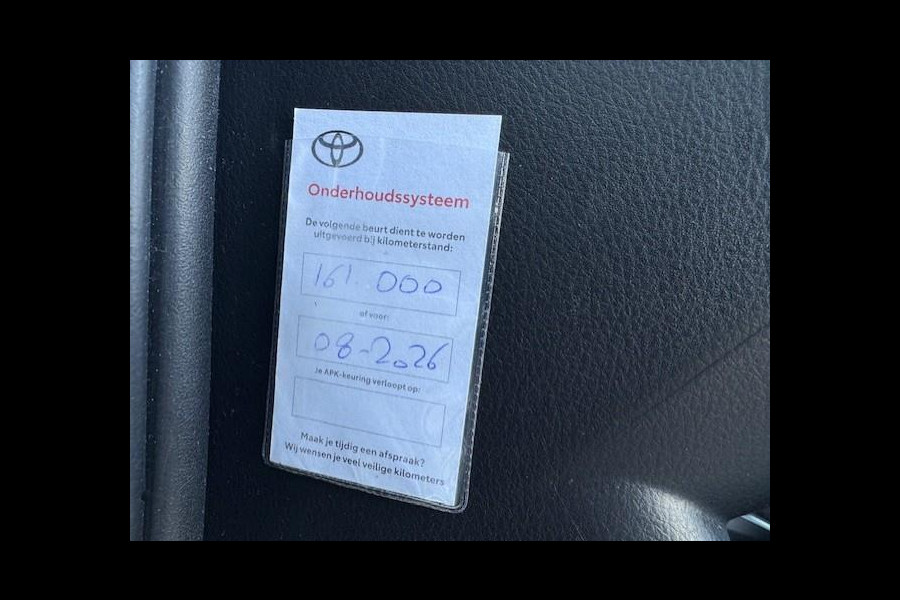 Onderhoudssysteem
De volgende beurt dient te worden
uitgevoerd bij kilometerstand:
161.000
of voor:
08-2026
Je APK-keuring verloopt op:
Maak je tijdig een afspraak?
Wij wensen je veel veilige kilometers